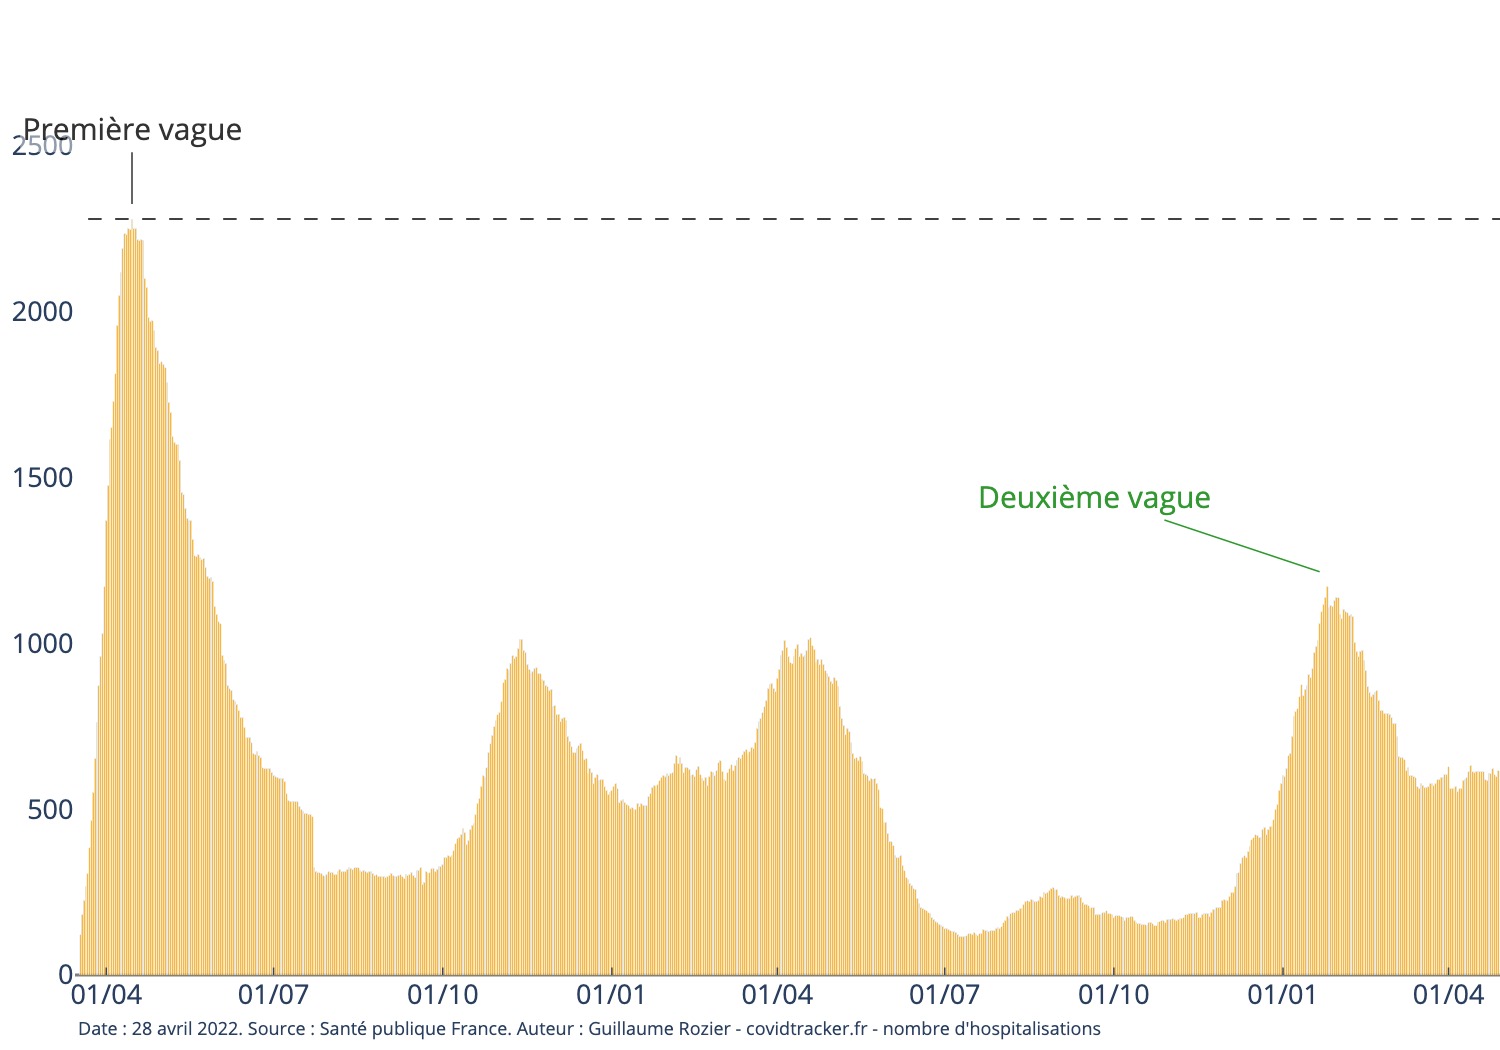 Première vague
2500
2000
1500
Deuxième vague
1000
500
0
01/04 01/07 01/10 01/01 01/04 01/07 01/10 01/01 01/04
Date : 28 avril 2022. Source : Santé publique France. Auteur : Guillaume Rozier - covidtracker.fr - nombre d'hospitalisations